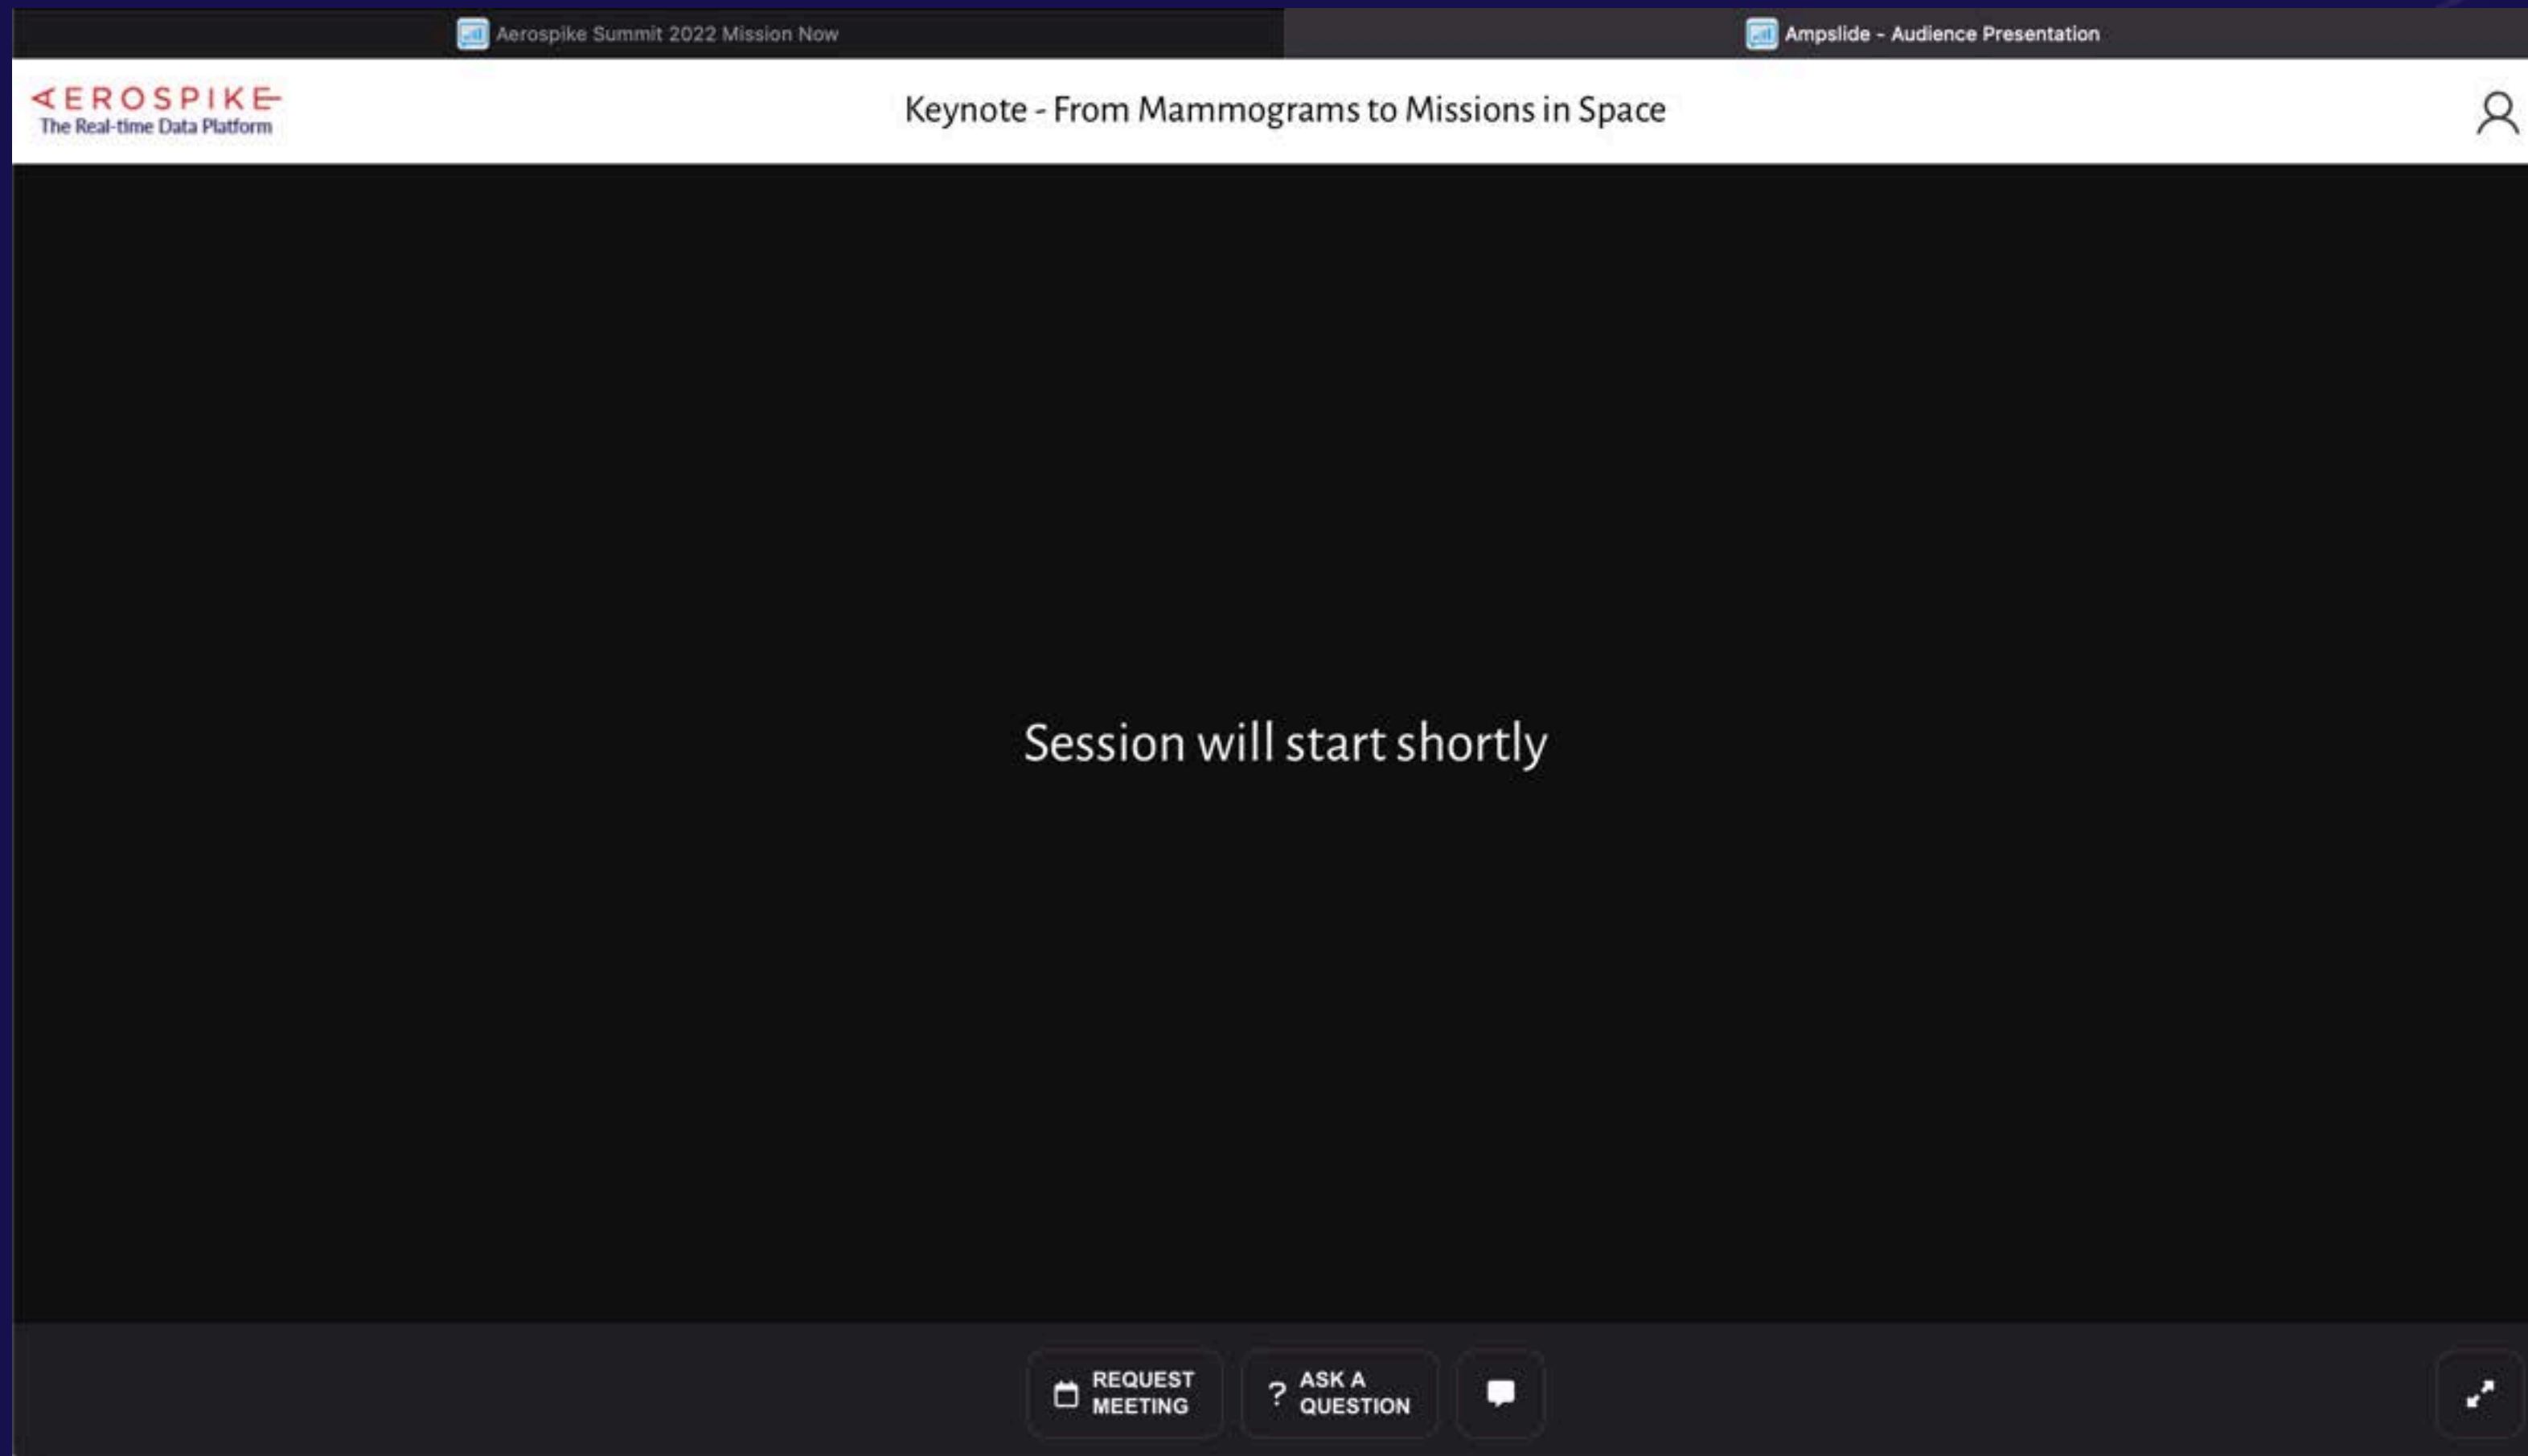 Aerospike Summit 2022 Mission Now
Ampslide - Audience Presentation
AEROSPIKE
The Real-time Data Platform
Keynote - From Mammograms to Missions in Space
Session will start shortly
REQUEST
MEETING
? ASK A
QUESTION